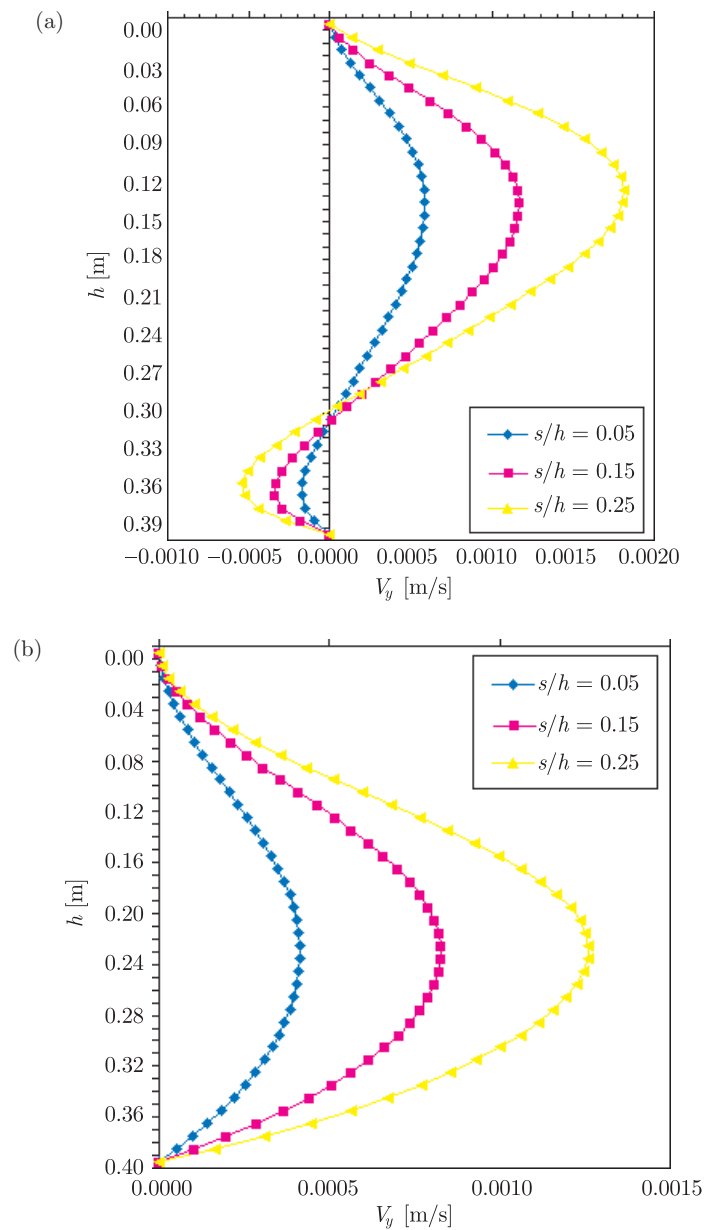 (a)
0.00
0.03
0.06
0.09
0.12
0.15
0.18
0.21
0.24
0.27
0.30
0.33
0.36
0.39
h [m]
s/h = 0.05
s/h = 0.15
s/h = 0.25
−0.0010 −0.0005 0.0000 0.0005 0.0010 0.0015 0.0020
Vy [m/s]
(b)
0.00
0.04
0.08
0.12
0.16
0.20
0.24
0.28
0.32
0.36
0.40
h [m]
s/h = 0.05
s/h = 0.15
s/h = 0.25
0.0000 0.0005 0.0010 0.0015
Vy [m/s]